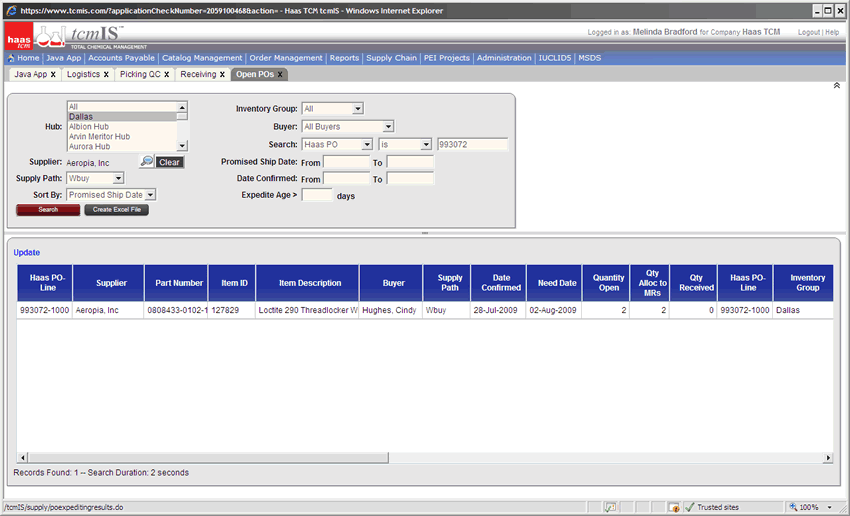 https://www.tcmis.com/?applicationCheckNumber=2059100468&action= - Haas TCM tcmIS - Windows Internet Explorer
haas tcm
tcmIS
TOTAL CHEMICAL MANAGEMENT
Logged in as: Melinda Bradford for Company Haas TCM
Logout | Help
Home | Java App | Accounts Payable | Catalog Management | Order Management | Reports | Supply Chain | PEI Projects | Administration | IUCLID5 | MSDS
Java App x Logistics x Picking QC x Receiving x Open POs x
Hub:
All
Dallas
Albion Hub
Arvin Meritor Hub
Aurora Hub
Supplier: Aeropia, Inc Clear
Supply Path: Wbuy
Sort By: Promised Ship Date
Search Create Excel File
Inventory Group: All
Buyer: All Buyers
Search: Haas PO is 993072
Promised Ship Date: From To
Date Confirmed: From To
Expedite Age > days
Update
Haas PO-Line Supplier Part Number Item ID Item Description Buyer Supply Path Date Confirmed Need Date Quantity Open Qty Alloc to MRs Qty Received Haas PO-Line Inventory Group
993072-1000 Aeropia, Inc 0808433-0102-1 127829 Loctite 290 Threadlocker W Hughes, Cindy Wbuy 28-Jul-2009 02-Aug-2009 2 2 0 993072-1000 Dallas
Records Found: 1 -- Search Duration: 2 seconds
/tcmIS/supply/poexpeditingresults.do
Trusted sites
100%